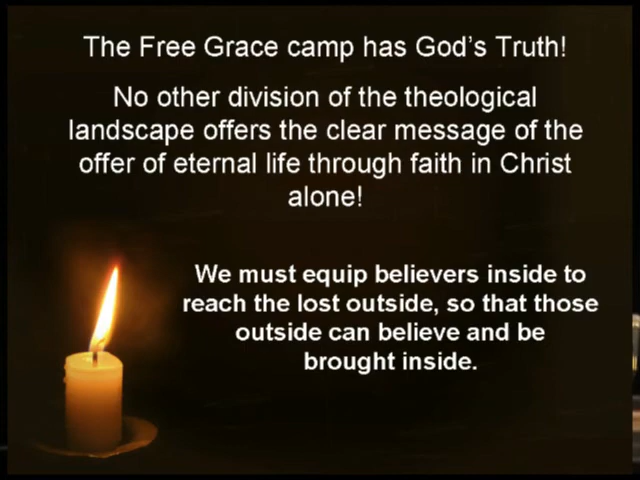 The Free Grace camp has God's Truth!
No other division of the theological
landscape offers the clear message of the
offer of eternal life through faith in Christ
alone!
We must equip believers inside to
reach the lost outside, so that those
outside can believe and be
brought inside.